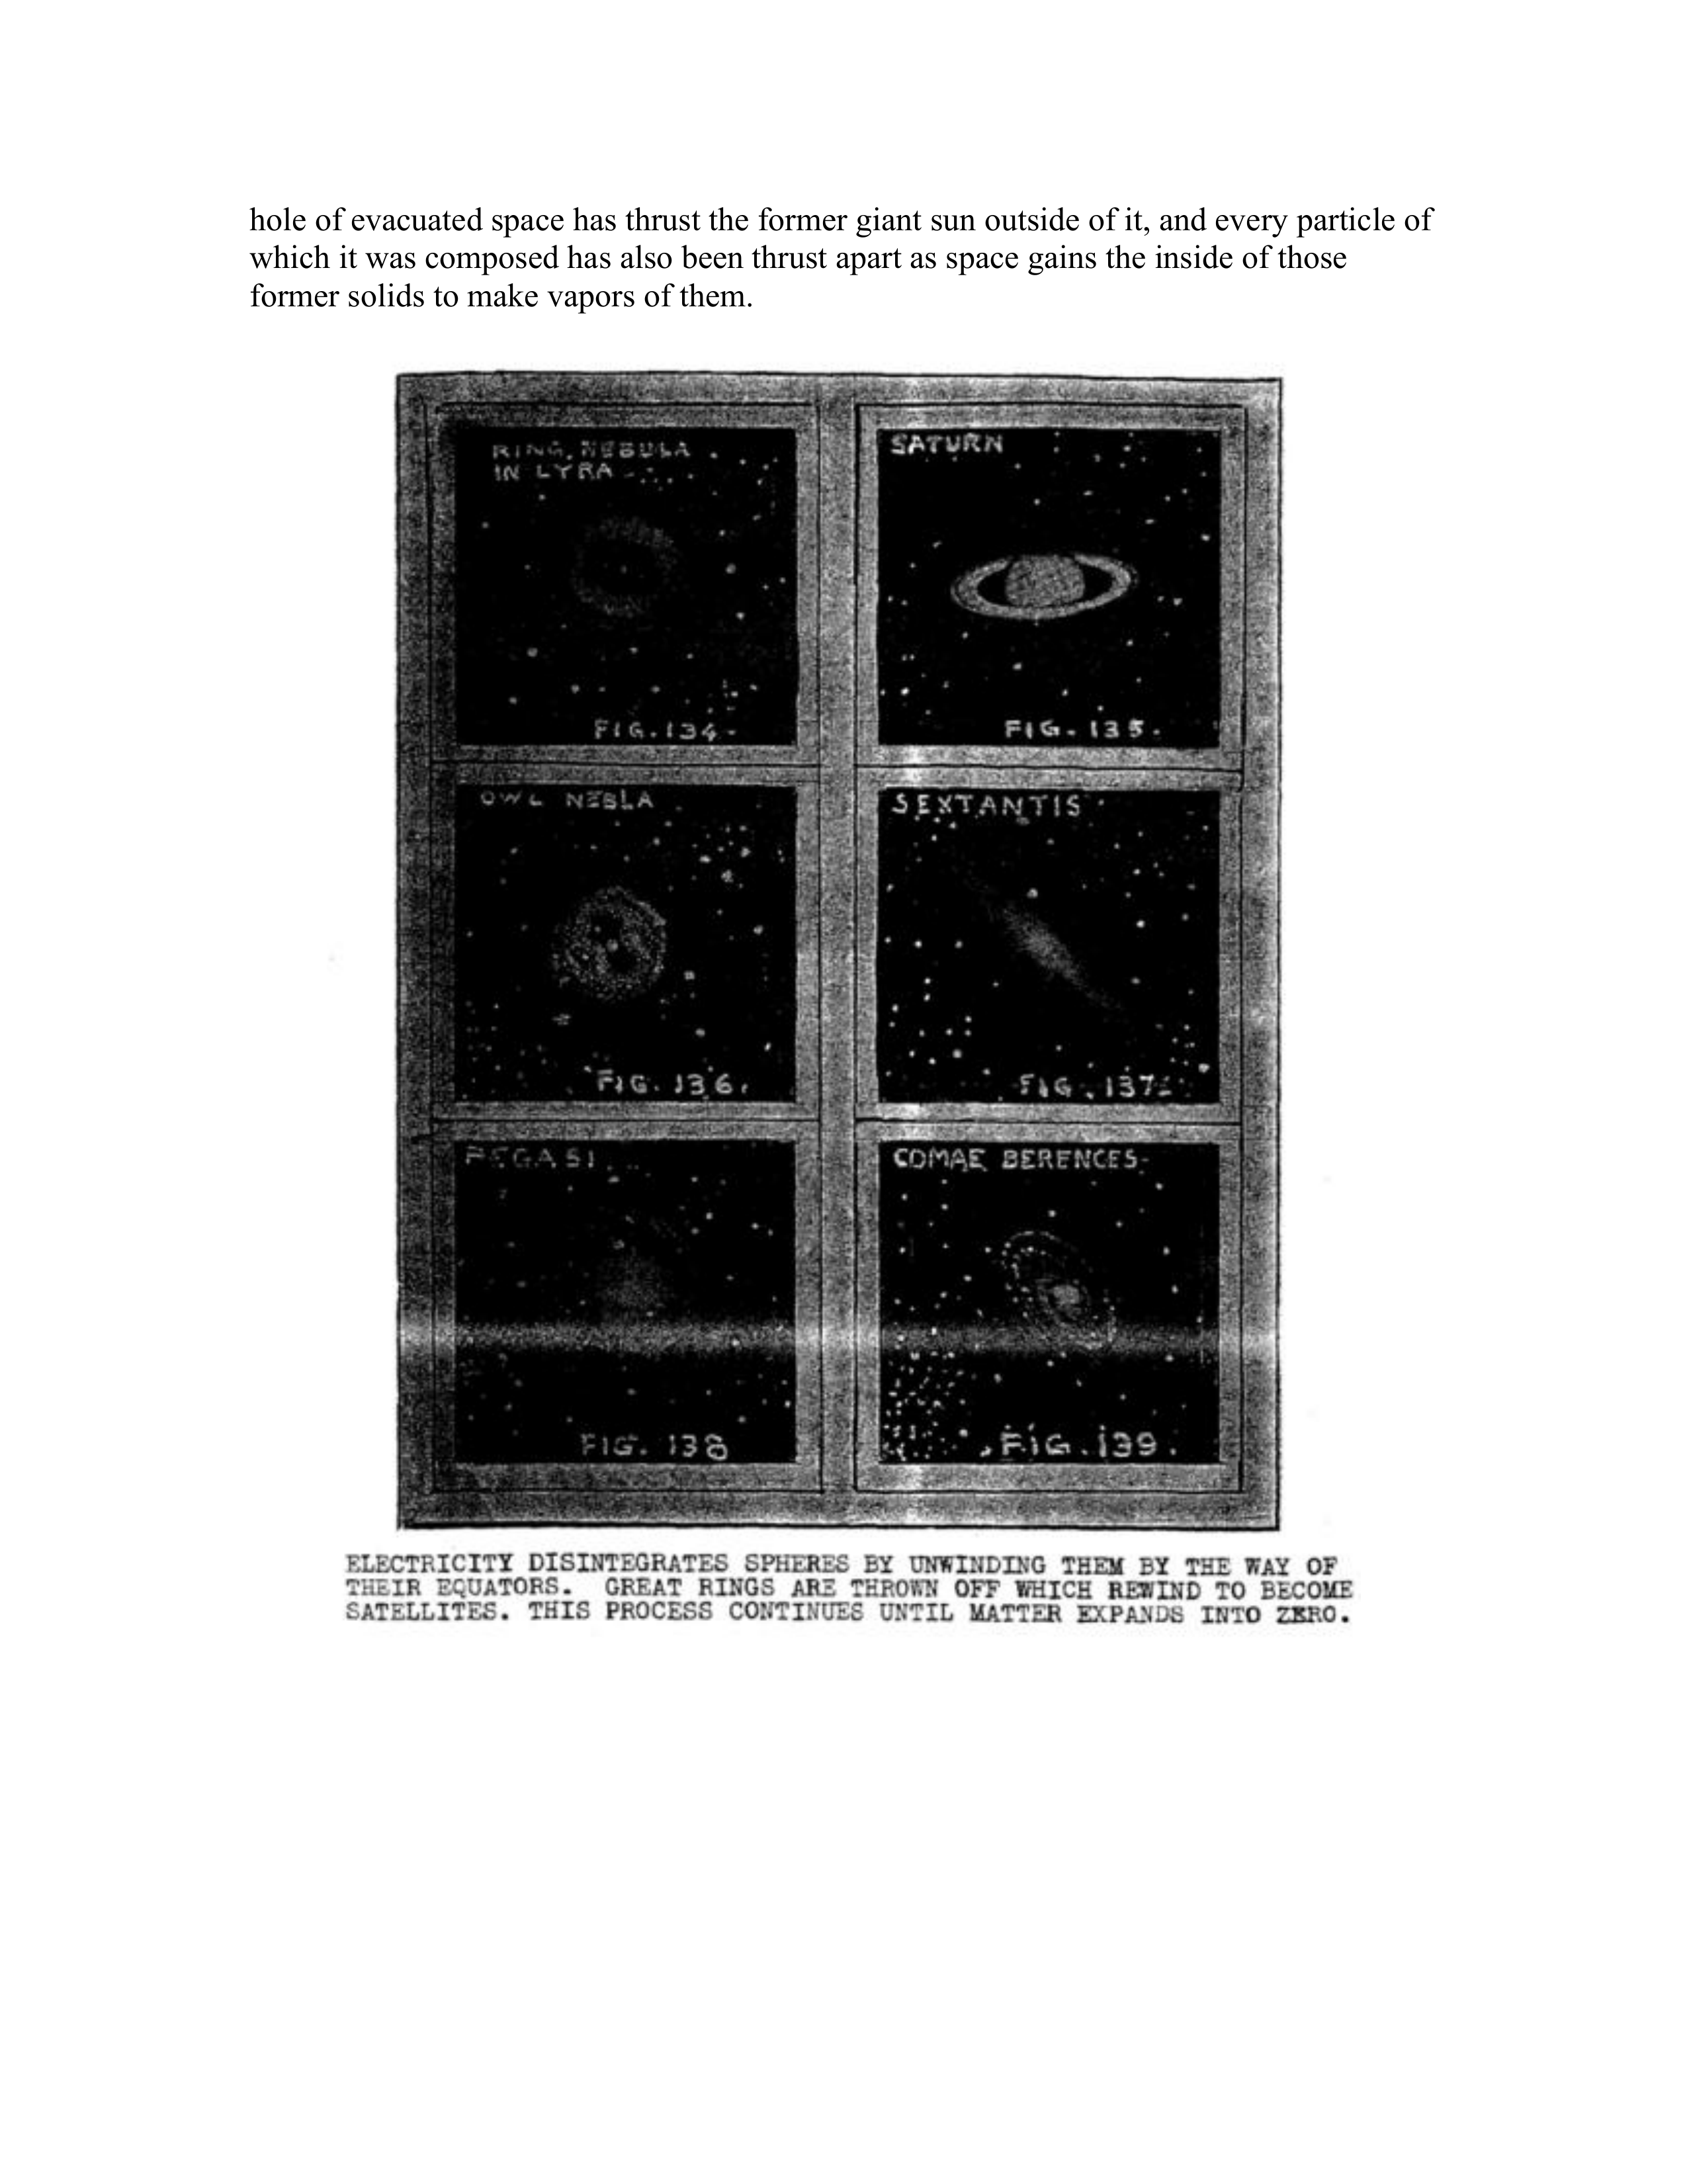 hole of evacuated space has thrust the former giant sun outside of it, and every particle of
which it was composed has also been thrust apart as space gains the inside of those
former solids to make vapors of them.
RING NEBULA
IN LYRA
FIG. 134
SATURN
FIG. 135.
OWL NEBLA
FIG. 136.
SEXTANTIS
FIG. 137
PEGASI
FIG. 138
COMAE BERENCES
FIG. 139.
ELECTRICITY DISINTEGRATES SPHERES BY UNWINDING THEM BY THE WAY OF
THEIR EQUATORS. GREAT RINGS ARE THROWN OFF WHICH REWIND TO BECOME
SATELLITES. THIS PROCESS CONTINUES UNTIL MATTER EXPANDS INTO ZERO.